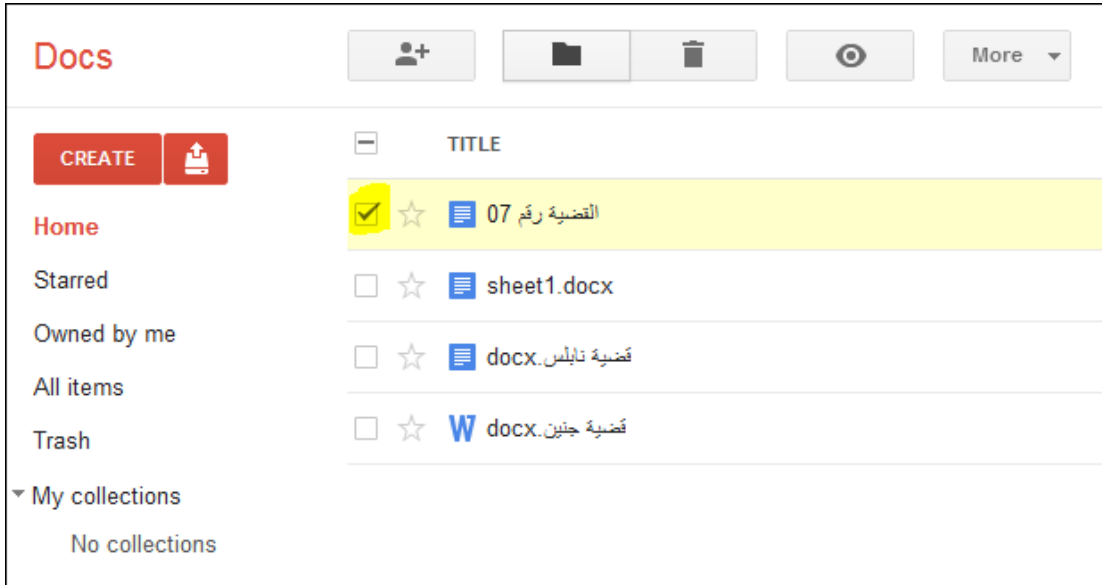 Docs
More
CREATE
TITLE
Home
القضية رقم 07
Starred
sheet1.docx
Owned by me
قضية نابلس.docx
All items
Trash
قضية جنين.docx
My collections
No collections